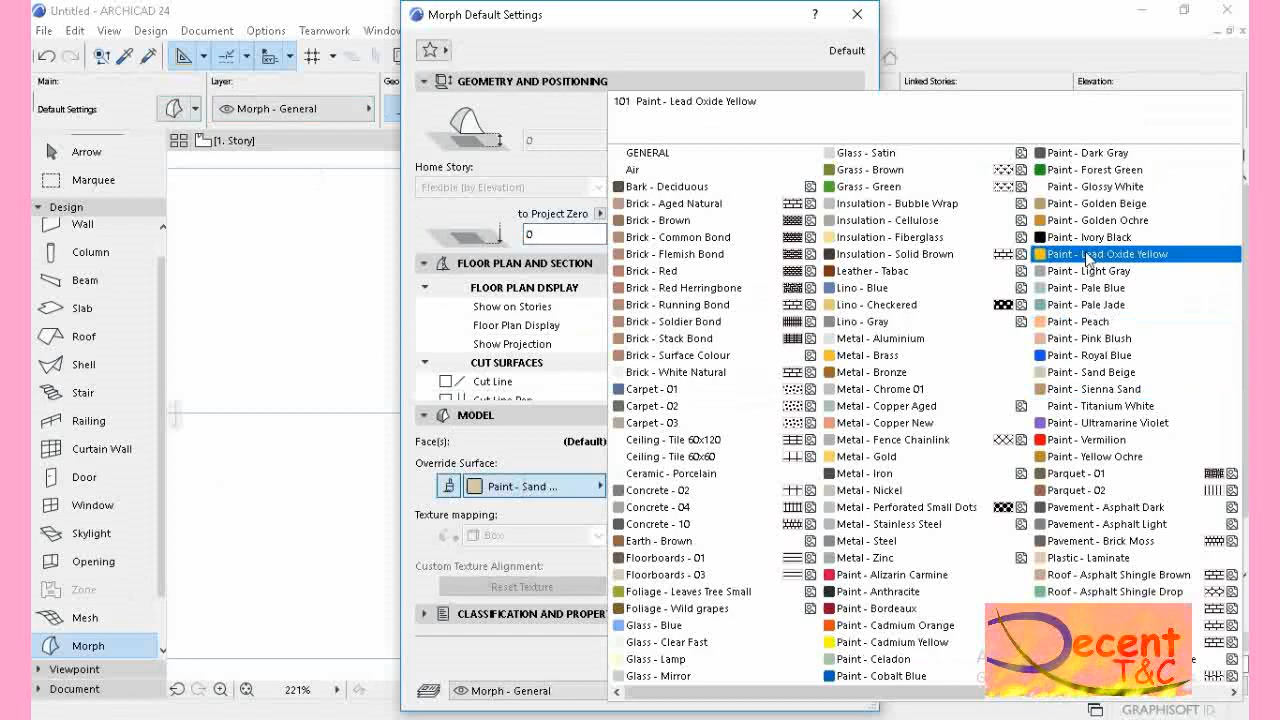 Untitled - ARCHICAD 24
File Edit View Design Document Options Teamwork Window
Main:
Layer:
Default Settings
Morph - General
[1. Story]
Arrow
Marquee
Design
Wall
Column
Beam
Slab
Roof
Shell
Stair
Railing
Curtain Wall
Door
Window
Skylight
Opening
Zone
Mesh
Morph
Viewpoint
Document
221%
Morph Default Settings
?
Default
GEOMETRY AND POSITIONING
0
Home Story:
Flexible (by Elevation)
to Project Zero
0
FLOOR PLAN AND SECTION
FLOOR PLAN DISPLAY
Show on Stories
Floor Plan Display
Show Projection
CUT SURFACES
Cut Line
Cut Line Pen
MODEL
Face(s): (Default)
Override Surface:
Paint - Sand ...
Texture mapping:
Box
Custom Texture Alignment:
Reset Texture
CLASSIFICATION AND PROPER
Morph - General
Linked Stories:
Elevation:
101 Paint - Lead Oxide Yellow
GENERAL
Air
Bark - Deciduous
Brick - Aged Natural
Brick - Brown
Brick - Common Bond
Brick - Flemish Bond
Brick - Red
Brick - Red Herringbone
Brick - Running Bond
Brick - Soldier Bond
Brick - Stack Bond
Brick - Surface Colour
Brick - White Natural
Carpet - 01
Carpet - 02
Carpet - 03
Ceiling - Tile 60x120
Ceiling - Tile 60x60
Ceramic - Porcelain
Concrete - 02
Concrete - 04
Concrete - 10
Earth - Brown
Floorboards - 01
Floorboards - 03
Foliage - Leaves Tree Small
Foliage - Wild grapes
Glass - Blue
Glass - Clear Fast
Glass - Lamp
Glass - Mirror
Glass - Satin
Grass - Brown
Grass - Green
Insulation - Bubble Wrap
Insulation - Cellulose
Insulation - Fiberglass
Insulation - Solid Brown
Leather - Tabac
Lino - Blue
Lino - Checkered
Lino - Gray
Metal - Aluminium
Metal - Brass
Metal - Bronze
Metal - Chrome 01
Metal - Copper Aged
Metal - Copper New
Metal - Fence Chainlink
Metal - Gold
Metal - Iron
Metal - Nickel
Metal - Perforated Small Dots
Metal - Stainless Steel
Metal - Steel
Metal - Zinc
Paint - Alizarin Carmine
Paint - Anthracite
Paint - Bordeaux
Paint - Cadmium Orange
Paint - Cadmium Yellow
Paint - Celadon
Paint - Cobalt Blue
Paint - Dark Gray
Paint - Forest Green
Paint - Glossy White
Paint - Golden Beige
Paint - Golden Ochre
Paint - Ivory Black
Paint - Lead Oxide Yellow
Paint - Light Gray
Paint - Pale Blue
Paint - Pale Jade
Paint - Peach
Paint - Pink Blush
Paint - Royal Blue
Paint - Sand Beige
Paint - Sienna Sand
Paint - Titanium White
Paint - Ultramarine Violet
Paint - Vermilion
Paint - Yellow Ochre
Parquet - 01
Parquet - 02
Pavement - Asphalt Dark
Pavement - Asphalt Light
Pavement - Brick Moss
Plastic - Laminate
Roof - Asphalt Shingle Brown
Roof - Asphalt Shingle Drop
Decent
T&C
GRAPHISOFT ID